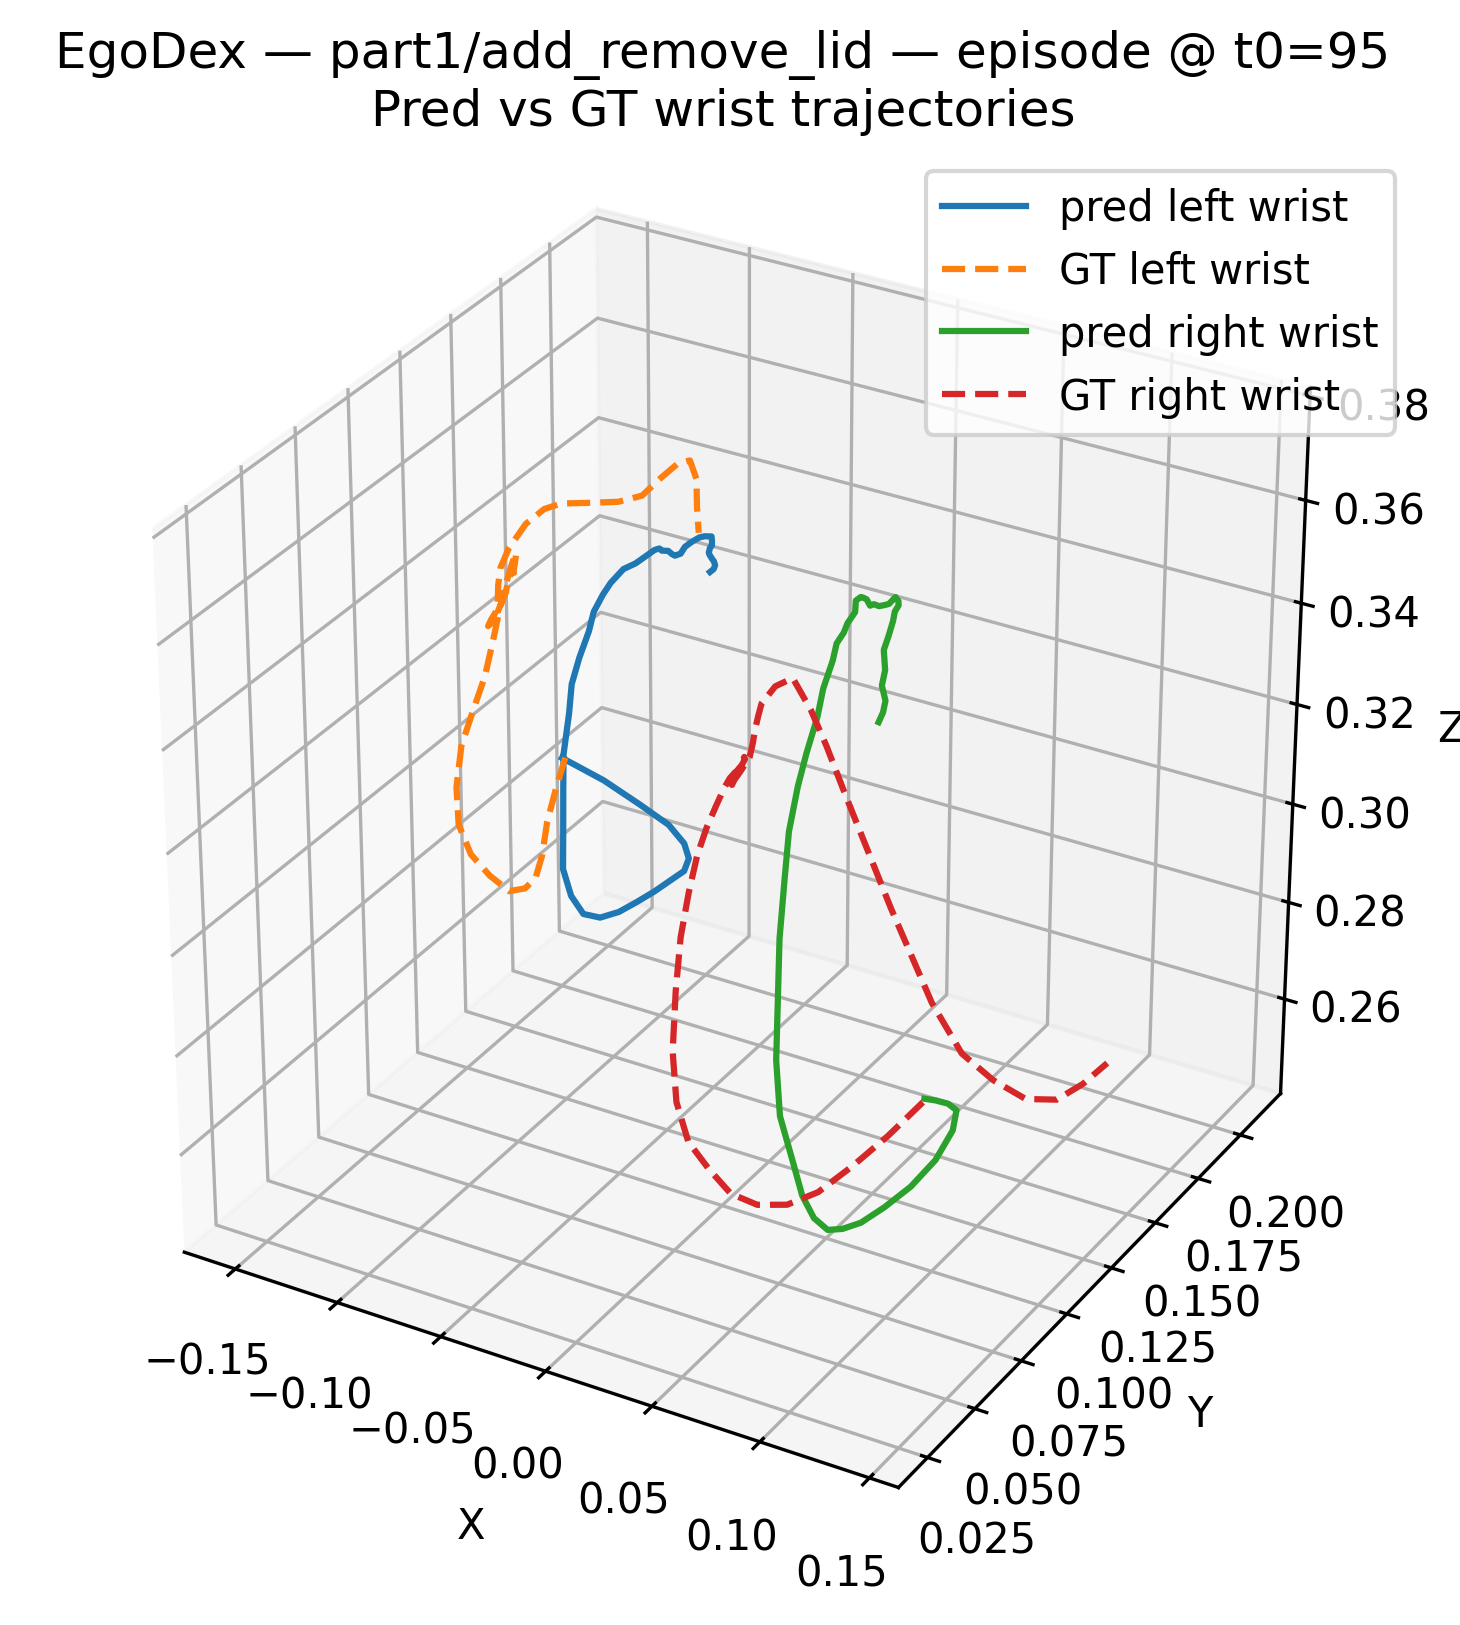 EgoDex — part1/add_remove_lid — episode @ t0=95
Pred vs GT wrist trajectories
pred left wrist
GT left wrist
pred right wrist
GT right wrist
0.38
0.36
0.34
0.32
Z
0.30
0.28
0.26
0.200
0.175
0.150
0.125
0.100
Y
0.075
0.050
0.025
−0.15
−0.10
−0.05
0.00
0.05
X
0.10
0.15